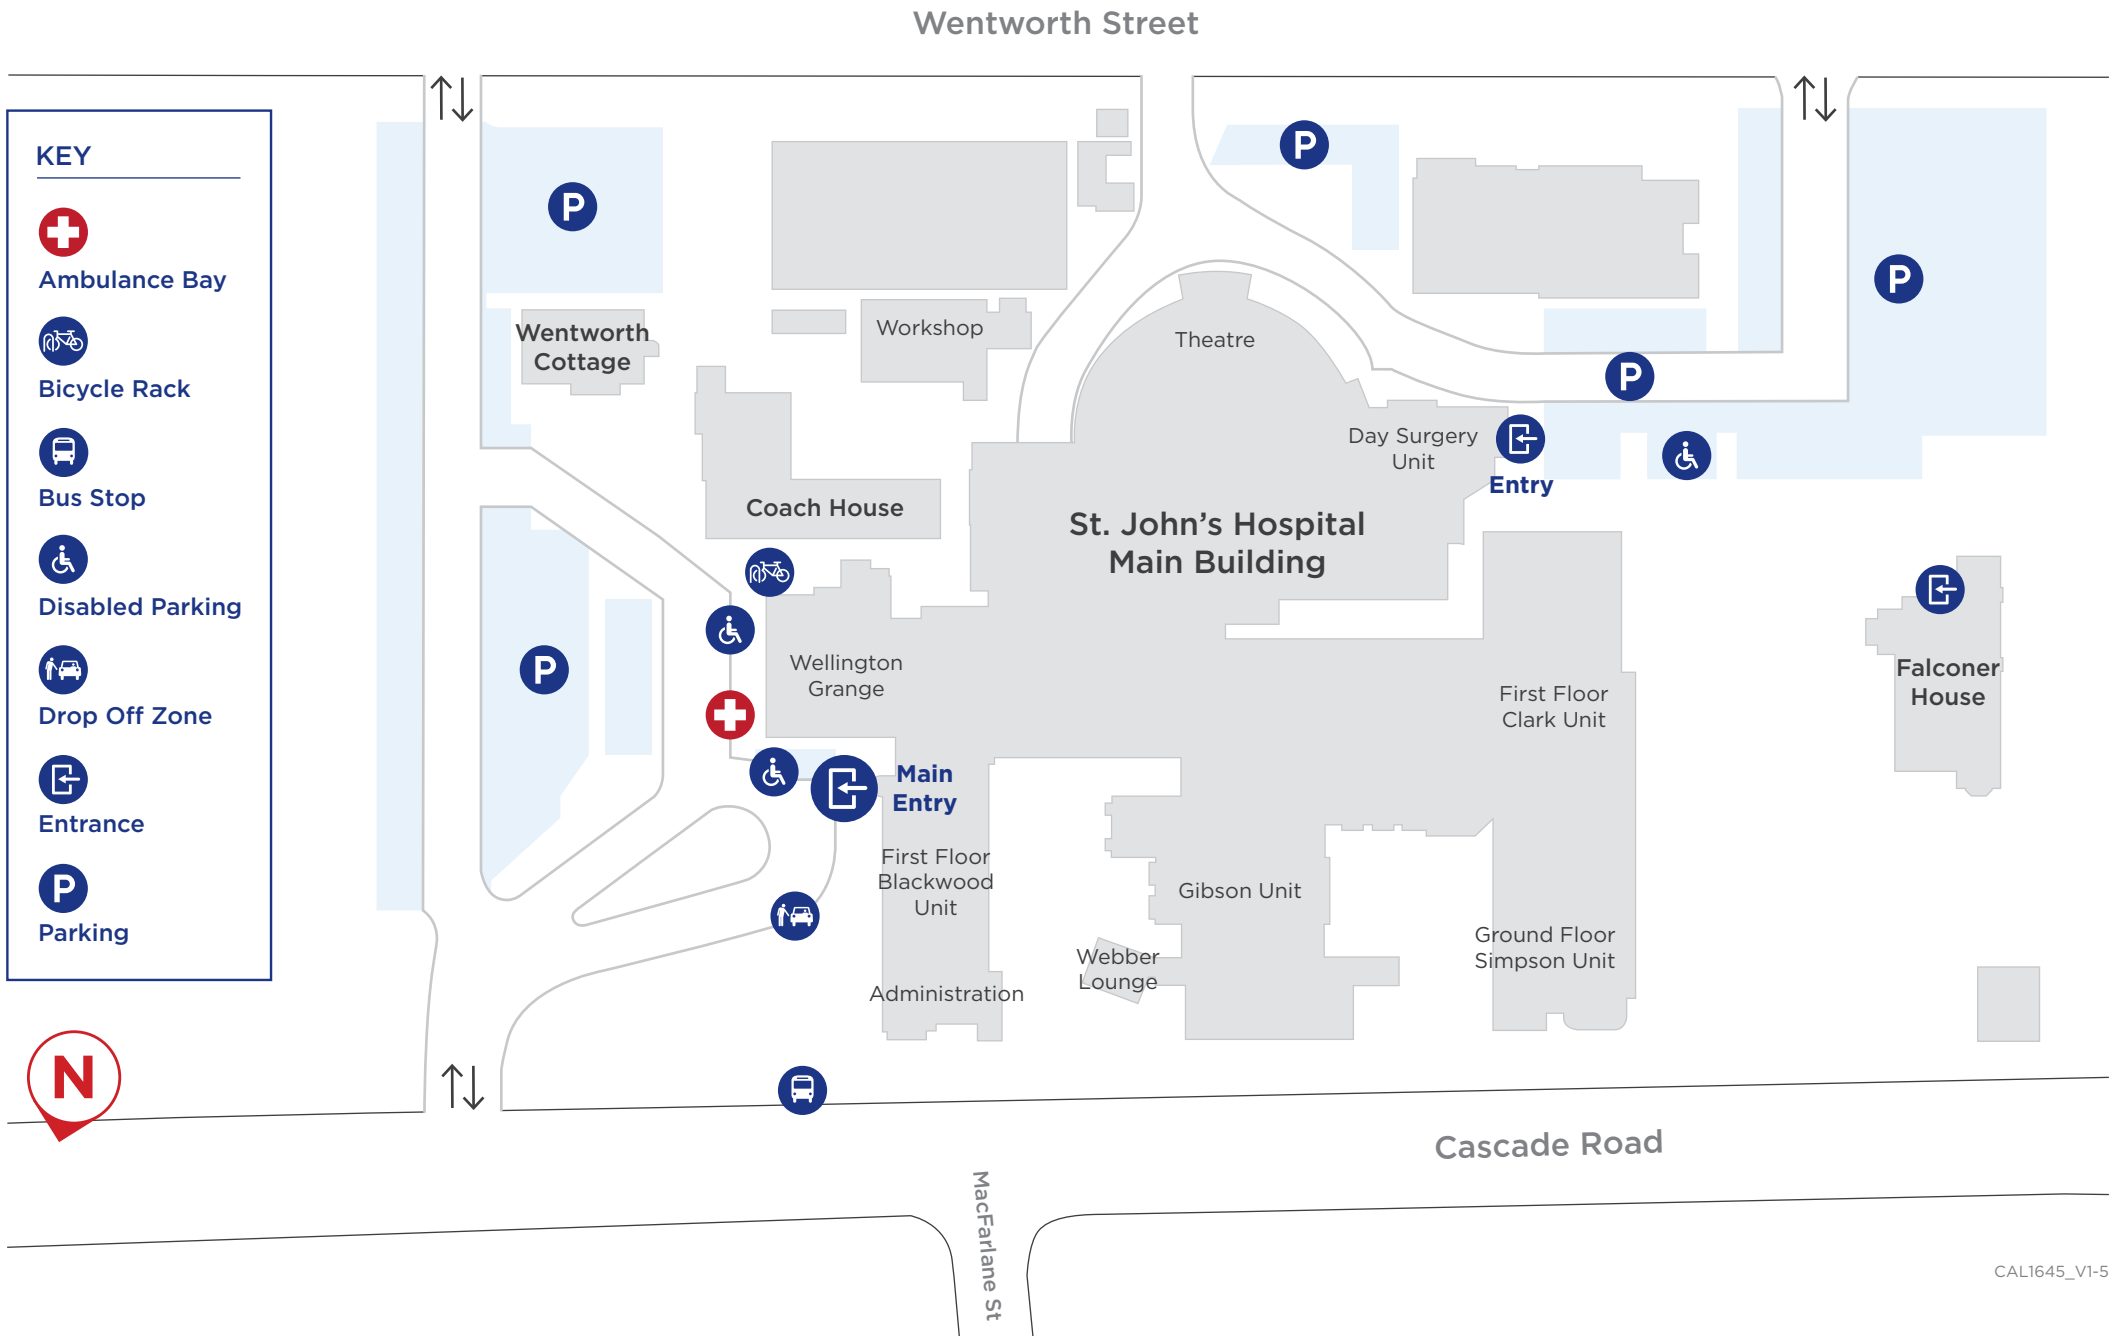 Wentworth Street
KEY
Ambulance Bay
Bicycle Rack
Bus Stop
Disabled Parking
Drop Off Zone
Entrance
P
Parking
N
P
P
P
P
P
Wentworth
Cottage
Workshop
Theatre
Day Surgery
Unit
Entry
Coach House
St. John's Hospital
Main Building
Wellington
Grange
First Floor
Clark Unit
Falconer
House
Main
Entry
First Floor
Blackwood
Unit
Gibson Unit
Ground Floor
Simpson Unit
Webber
Lounge
Administration
Cascade Road
MacFarlane St
CAL1645_V1-5